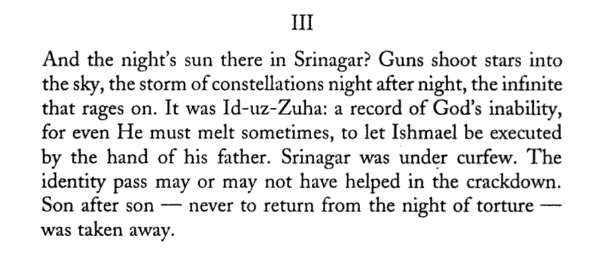 III
And the night's sun there in Srinagar? Guns shoot stars into
the sky, the storm of constellations night after night, the infinite
that rages on. It was Id-uz-Zuha: a record of God's inability,
for even He must melt sometimes, to let Ishmael be executed
by the hand of his father. Srinagar was under curfew. The
identity pass may or may not have helped in the crackdown.
Son after son — never to return from the night of torture —
was taken away.